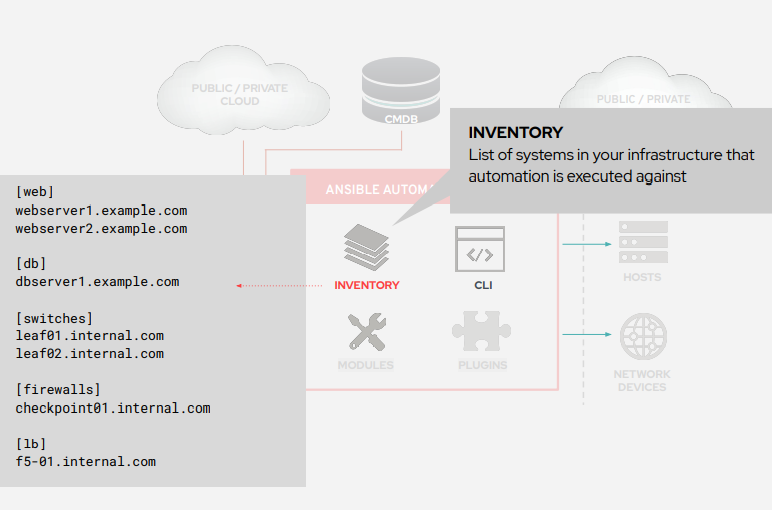 PUBLIC / PRIVATE
CLOUD
CMDB
PUBLIC / PRIVATE
INVENTORY
List of systems in your infrastructure that
automation is executed against
ANSIBLE
[web]
webserver1.example.com
webserver2.example.com
[db]
dbserver1.example.com
[switches]
leaf01.internal.com
leaf02.internal.com
[firewalls]
checkpoint01.internal.com
[lb]
f5-01.internal.com
INVENTORY
</>
CLI
MODULES
PLUGINS
HOSTS
NETWORK
DEVICES